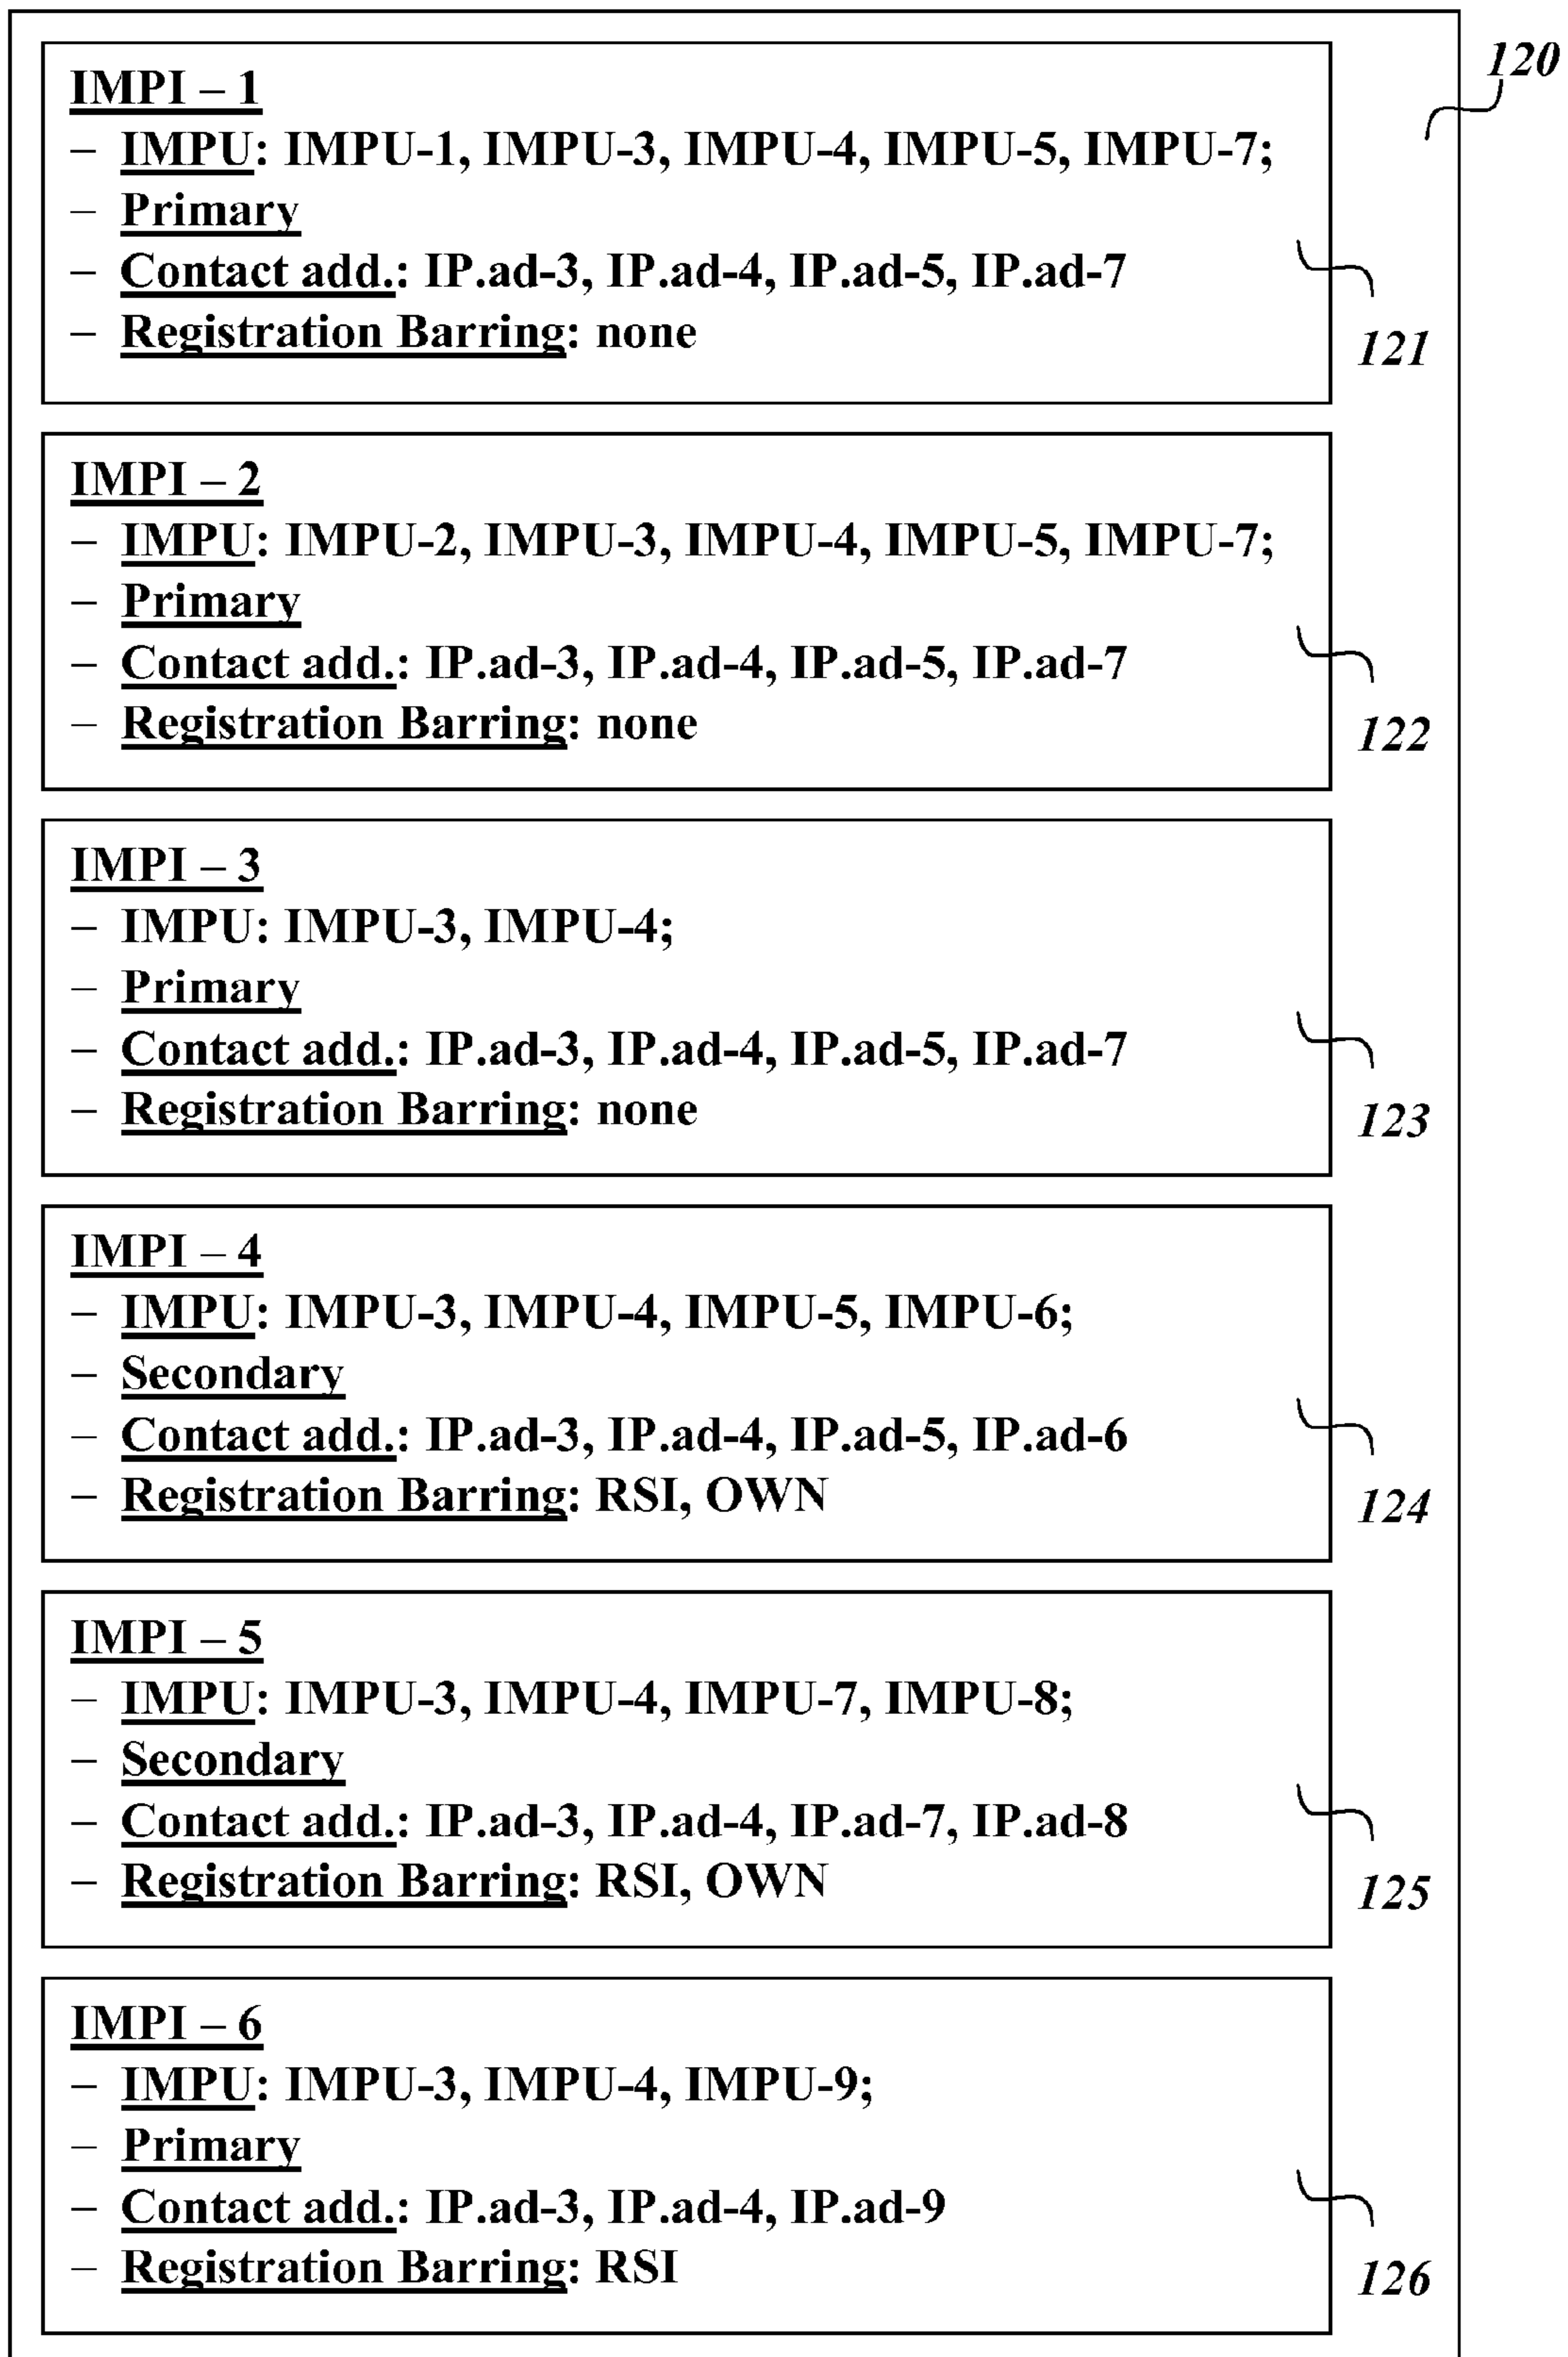 120
IMPI – 1
– IMPU: IMPU-1, IMPU-3, IMPU-4, IMPU-5, IMPU-7;
– Primary
– Contact add.: IP.ad-3, IP.ad-4, IP.ad-5, IP.ad-7
– Registration Barring: none
121
IMPI – 2
– IMPU: IMPU-2, IMPU-3, IMPU-4, IMPU-5, IMPU-7;
– Primary
– Contact add.: IP.ad-3, IP.ad-4, IP.ad-5, IP.ad-7
– Registration Barring: none
122
IMPI – 3
– IMPU: IMPU-3, IMPU-4;
– Primary
– Contact add.: IP.ad-3, IP.ad-4, IP.ad-5, IP.ad-7
– Registration Barring: none
123
IMPI – 4
– IMPU: IMPU-3, IMPU-4, IMPU-5, IMPU-6;
– Secondary
– Contact add.: IP.ad-3, IP.ad-4, IP.ad-5, IP.ad-6
– Registration Barring: RSI, OWN
124
IMPI – 5
– IMPU: IMPU-3, IMPU-4, IMPU-7, IMPU-8;
– Secondary
– Contact add.: IP.ad-3, IP.ad-4, IP.ad-7, IP.ad-8
– Registration Barring: RSI, OWN
125
IMPI – 6
– IMPU: IMPU-3, IMPU-4, IMPU-9;
– Primary
– Contact add.: IP.ad-3, IP.ad-4, IP.ad-9
– Registration Barring: RSI
126